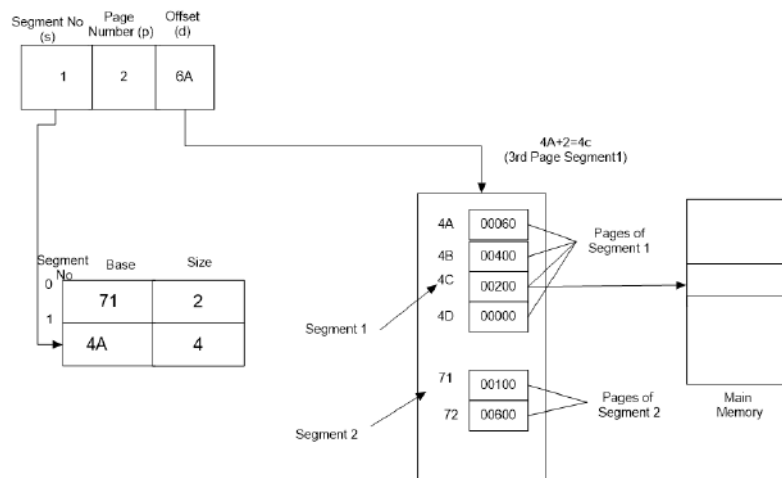 Segment No
(s)
Page
Number (p)
Offset
(d)
1
2
6A
4A+2=4c
(3rd Page Segment1)
4A
00060
4B
00400
4C
00200
4D
00000
Pages of
Segment 1
Segment 1
Segment
No
Base
Size
0
71
2
1
4A
4
71
00100
72
00600
Pages of
Segment 2
Segment 2
Main
Memory